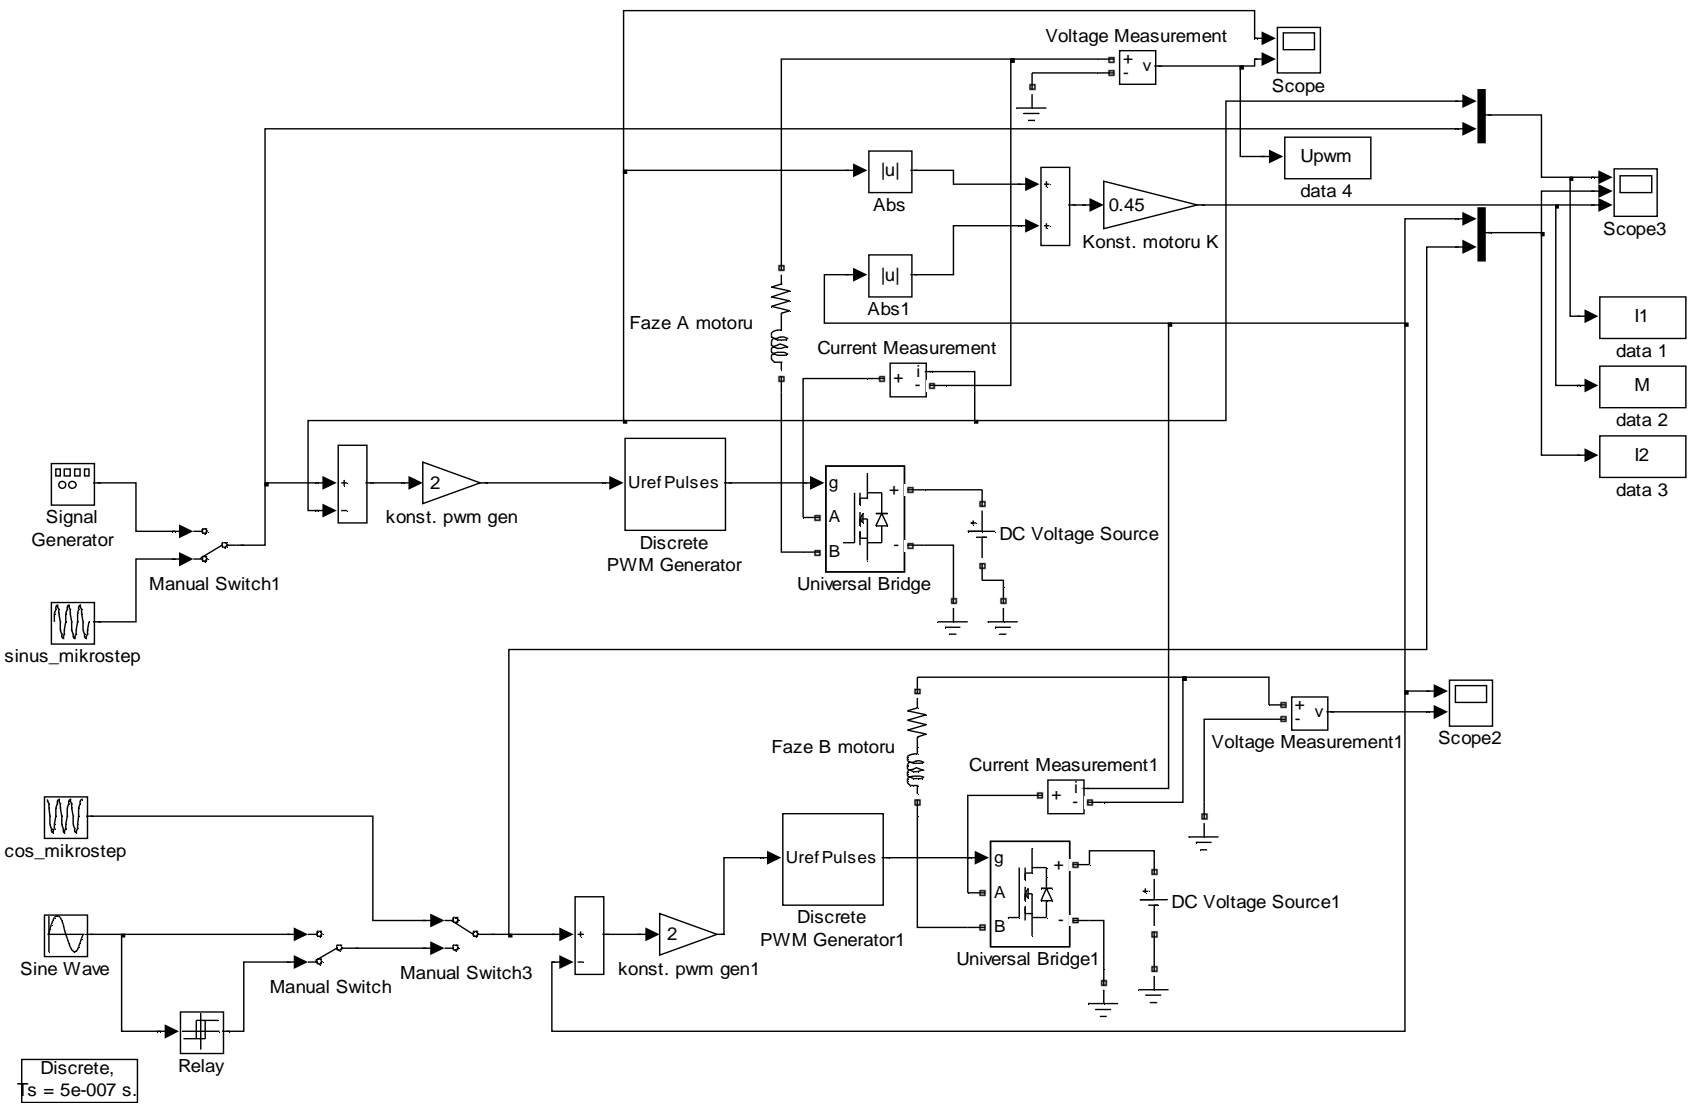 Voltage Measurement
+
-
v
Scope
Upwm
data 4
|u|
Abs
+
+
0.45
Konst. motoru K
Scope3
|u|
Abs1
Faze A motoru
I1
data 1
Current Measurement
+
i
-
M
data 2
I2
data 3
Signal
Generator
+
−
2
konst. pwm gen
Uref Pulses
Discrete
PWM Generator
g
A
B
+
-
Universal Bridge
+
DC Voltage Source
Manual Switch1
sinus_mikrostep
+
-
v
Voltage Measurement1
Scope2
Faze B motoru
Current Measurement1
+
i
-
cos_mikrostep
Uref Pulses
Discrete
PWM Generator1
g
A
B
+
-
Universal Bridge1
+
DC Voltage Source1
Sine Wave
Manual Switch
Manual Switch3
+
−
2
konst. pwm gen1
Relay
Discrete,
Ts = 5e-007 s.